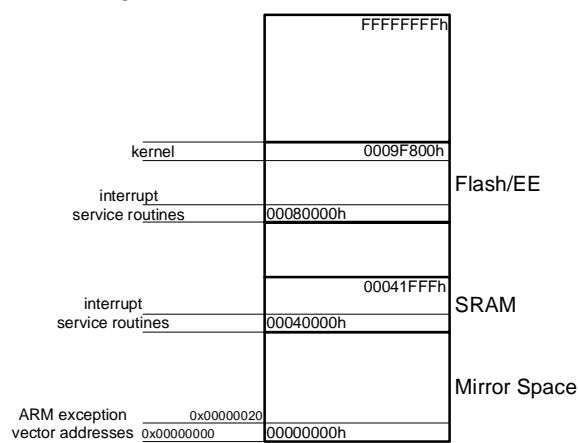 FFFFFFFFh
kernel 0009F800h
Flash/EE
interrupt
service routines 00080000h
00041FFFh
SRAM
interrupt
service routines 00040000h
Mirror Space
ARM exception 0x00000020
vector addresses 0x00000000 00000000h